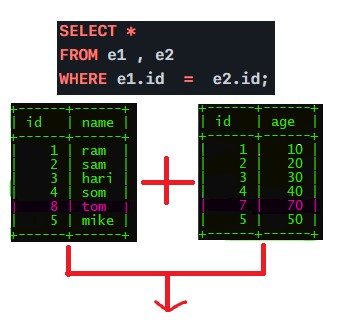 SELECT *
FROM e1 , e2
WHERE e1.id = e2.id;
+------+------+
| id | name |
+------+------+
| 1 | ram |
| 2 | sam |
| 3 | hari |
| 4 | som |
| 8 | tom |
| 5 | mike |
+------+------+
+------+------+
| id | age |
+------+------+
| 1 | 10 |
| 2 | 20 |
| 3 | 30 |
| 4 | 40 |
| 7 | 70 |
| 5 | 50 |
+------+------+